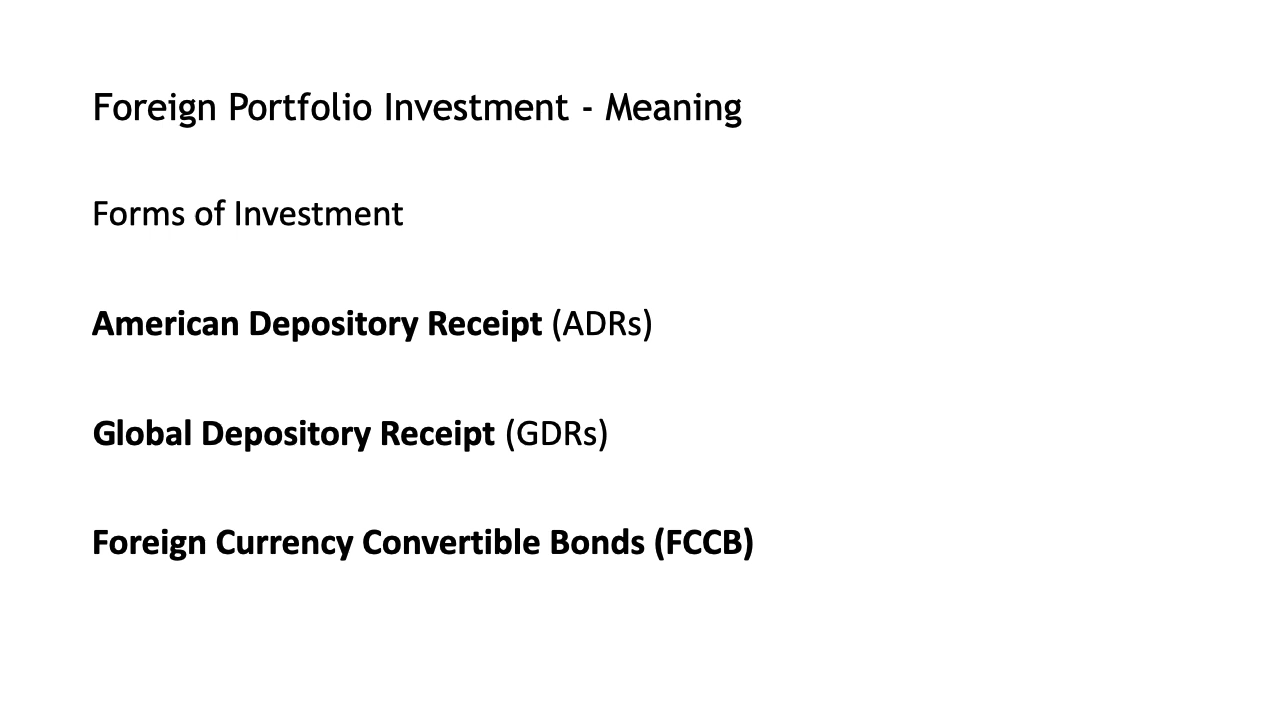 Foreign Portfolio Investment - Meaning
Forms of Investment
American Depository Receipt (ADRs)
Global Depository Receipt (GDRs)
Foreign Currency Convertible Bonds (FCCB)